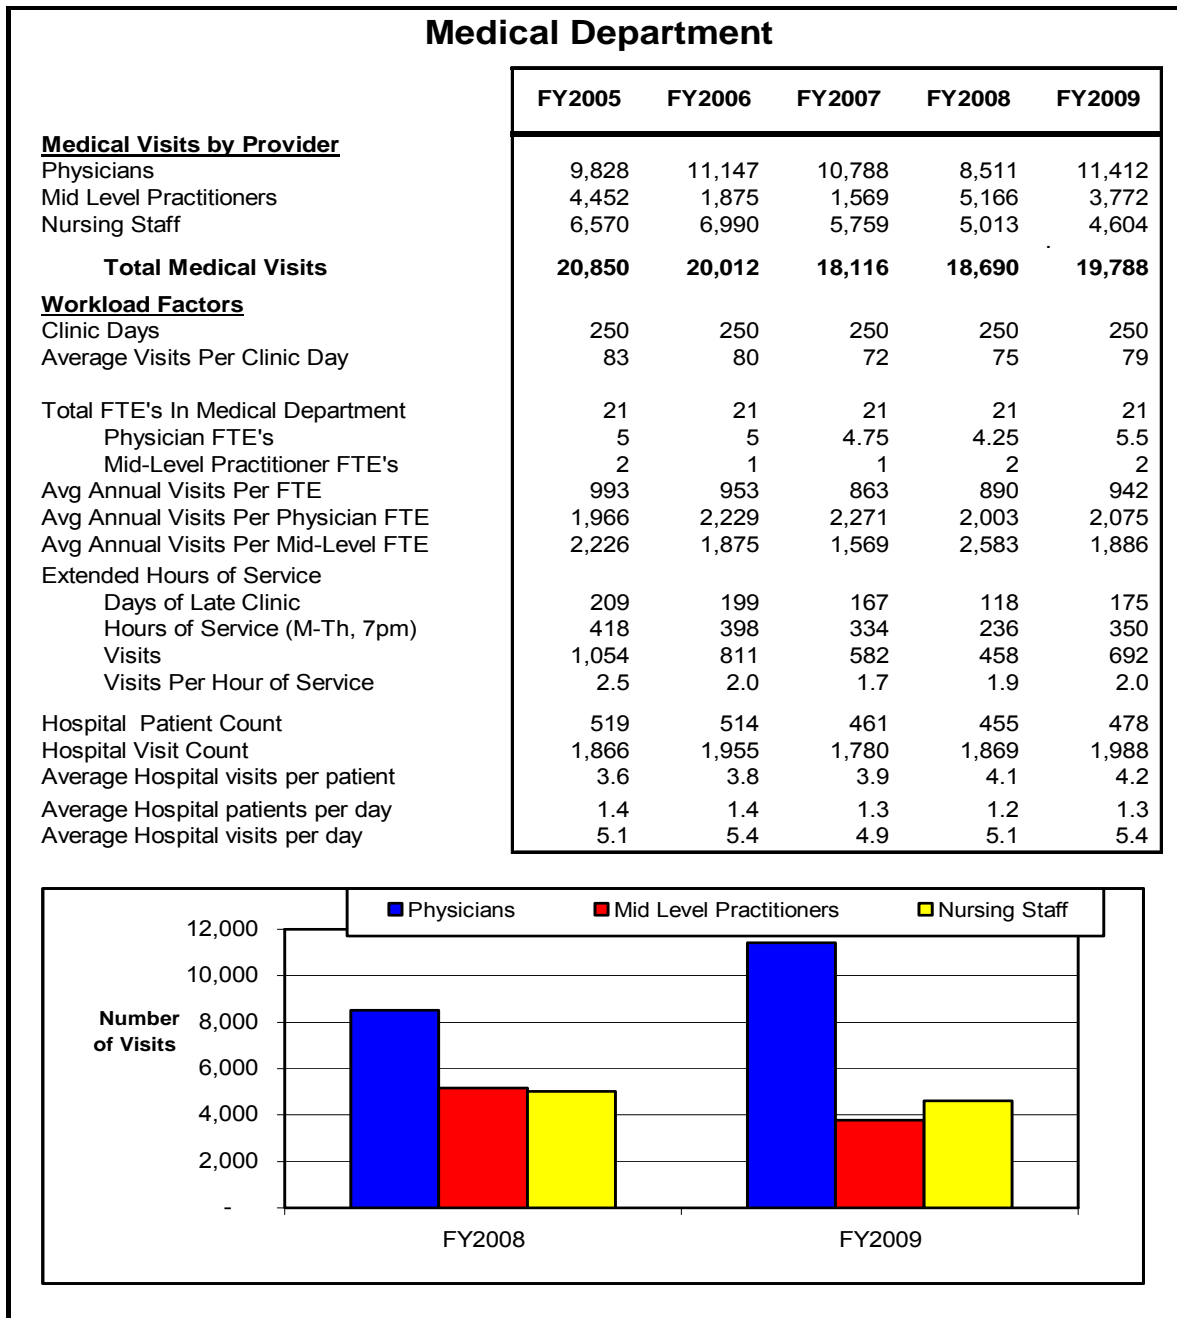 Medical Department
FY2005 FY2006 FY2007 FY2008 FY2009
Medical Visits by Provider
Physicians 9,828 11,147 10,788 8,511 11,412
Mid Level Practitioners 4,452 1,875 1,569 5,166 3,772
Nursing Staff 6,570 6,990 5,759 5,013 4,604
.
Total Medical Visits 20,850 20,012 18,116 18,690 19,788
Workload Factors
Clinic Days 250 250 250 250 250
Average Visits Per Clinic Day 83 80 72 75 79
Total FTE's In Medical Department 21 21 21 21 21
Physician FTE's 5 5 4.75 4.25 5.5
Mid-Level Practitioner FTE's 2 1 1 2 2
Avg Annual Visits Per FTE 993 953 863 890 942
Avg Annual Visits Per Physician FTE 1,966 2,229 2,271 2,003 2,075
Avg Annual Visits Per Mid-Level FTE 2,226 1,875 1,569 2,583 1,886
Extended Hours of Service
Days of Late Clinic 209 199 167 118 175
Hours of Service (M-Th, 7pm) 418 398 334 236 350
Visits 1,054 811 582 458 692
Visits Per Hour of Service 2.5 2.0 1.7 1.9 2.0
Hospital Patient Count 519 514 461 455 478
Hospital Visit Count 1,866 1,955 1,780 1,869 1,988
Average Hospital visits per patient 3.6 3.8 3.9 4.1 4.2
Average Hospital patients per day 1.4 1.4 1.3 1.2 1.3
Average Hospital visits per day 5.1 5.4 4.9 5.1 5.4
Physicians Mid Level Practitioners Nursing Staff
12,000
10,000
Number 8,000
of Visits
6,000
4,000
2,000
-
FY2008 FY2009